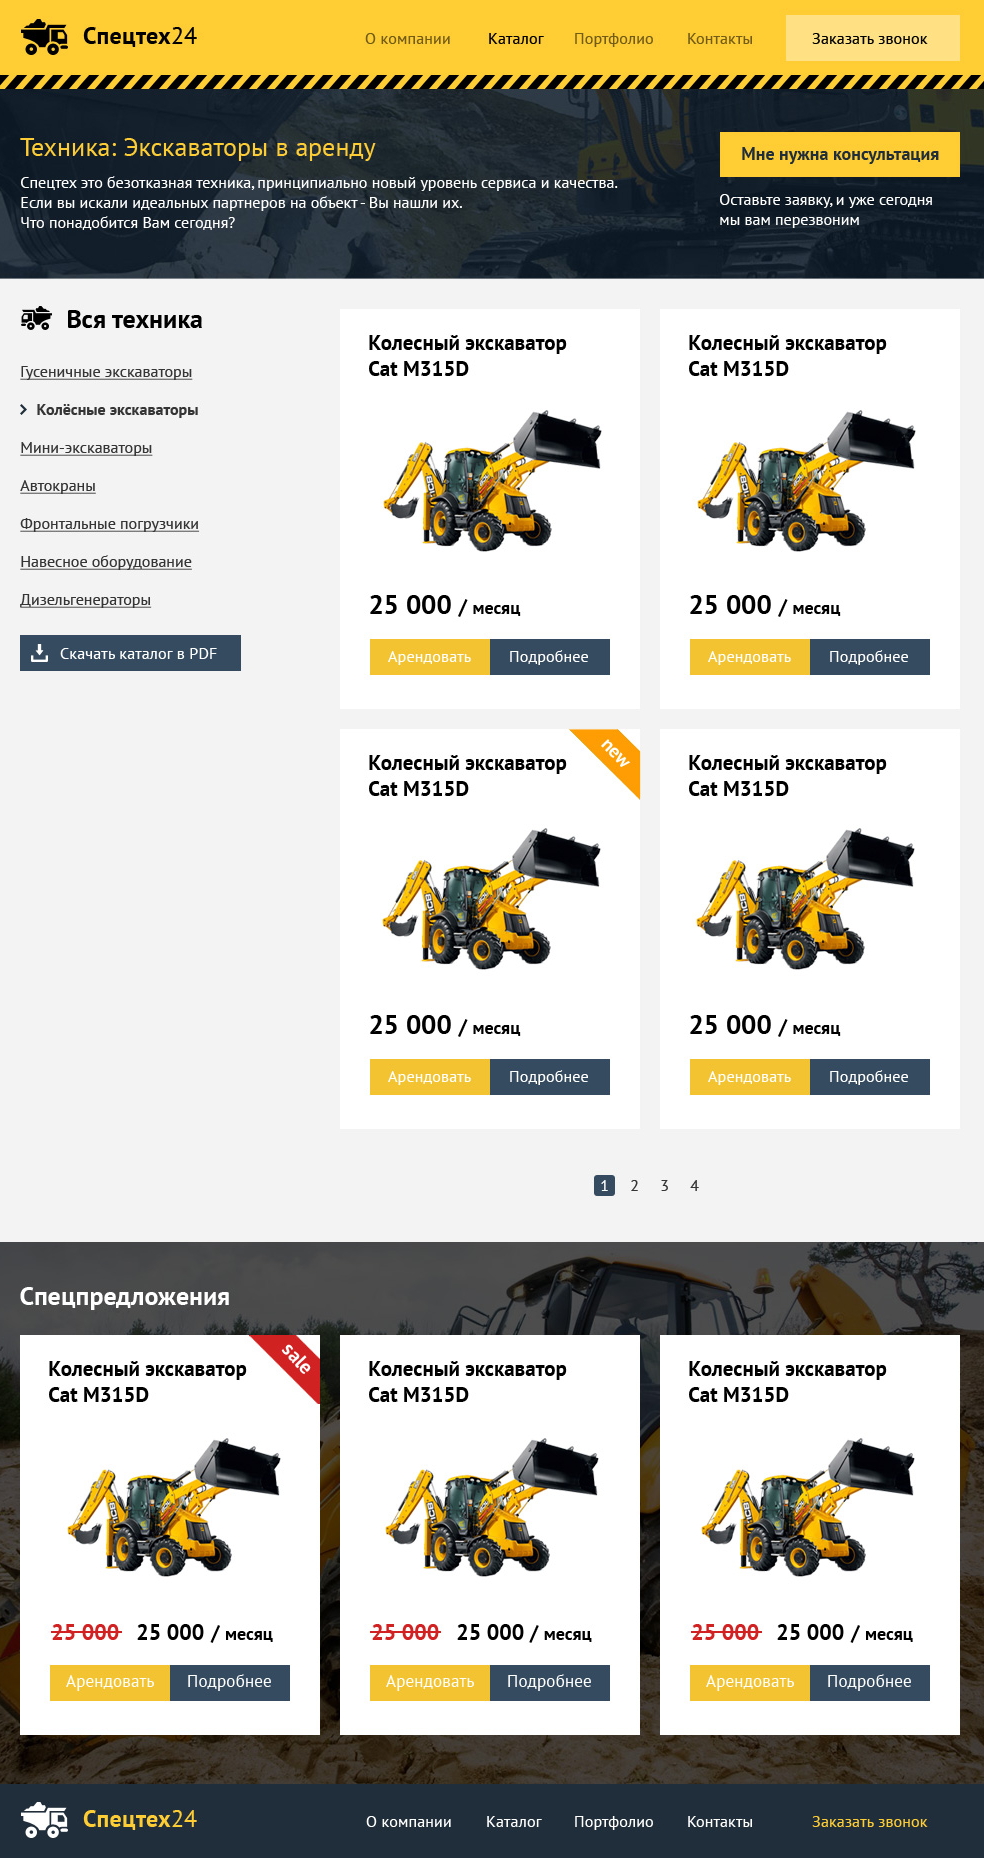 Спецтех24
О компании
Каталог
Портфолио
Контакты
Заказать звонок
Техника: Экскаваторы в аренду
Спецтех это безотказная техника, принципиально новый уровень сервиса и качества.
Если вы искали идеальных партнеров на объект - Вы нашли их.
Что понадобится Вам сегодня?
Мне нужна консультация
Оставьте заявку, и уже сегодня
мы вам перезвоним
Вся техника
Гусеничные экскаваторы
Колёсные экскаваторы
Мини-экскаваторы
Автокраны
Фронтальные погрузчики
Навесное оборудование
Дизельгенераторы
Скачать каталог в PDF
Колесный экскаватор
Cat M315D
JCB
25 000 / месяц
Арендовать
Подробнее
Колесный экскаватор
Cat M315D
JCB
25 000 / месяц
Арендовать
Подробнее
Колесный экскаватор
Cat M315D
new
JCB
25 000 / месяц
Арендовать
Подробнее
Колесный экскаватор
Cat M315D
JCB
25 000 / месяц
Арендовать
Подробнее
1 2 3 4
Спецпредложения
Колесный экскаватор
Cat M315D
sale
JCB
25 000 25 000 / месяц
Арендовать
Подробнее
Колесный экскаватор
Cat M315D
JCB
25 000 25 000 / месяц
Арендовать
Подробнее
Колесный экскаватор
Cat M315D
JCB
25 000 25 000 / месяц
Арендовать
Подробнее
Спецтех24
О компании
Каталог
Портфолио
Контакты
Заказать звонок